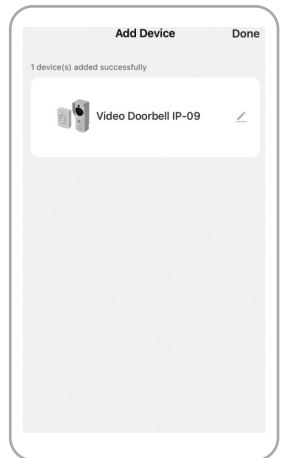 Add Device Done
1 device(s) added successfully
Video Doorbell IP-09